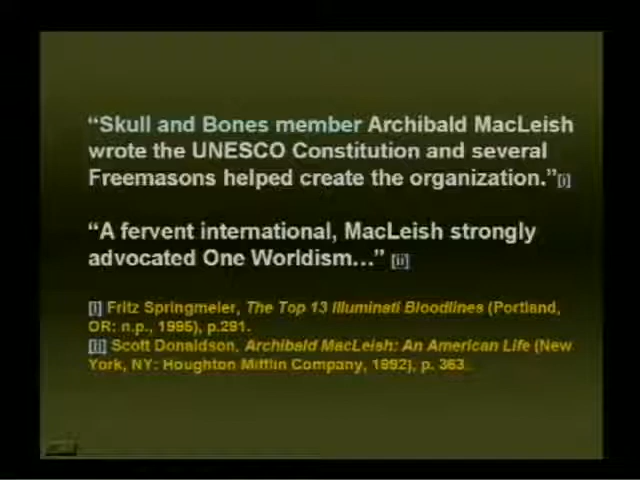 “Skull and Bones member Archibald MacLeish
wrote the UNESCO Constitution and several
Freemasons helped create the organization.”[i]
“A fervent international, MacLeish strongly
advocated One Worldism…” [ii]
[i] Fritz Springmeier, The Top 13 Illuminati Bloodlines (Portland,
OR: n.p., 1995), p.291.
[ii] Scott Donaldson, Archibald MacLeish: An American Life (New
York, NY: Houghton Mifflin Company, 1992), p. 363.